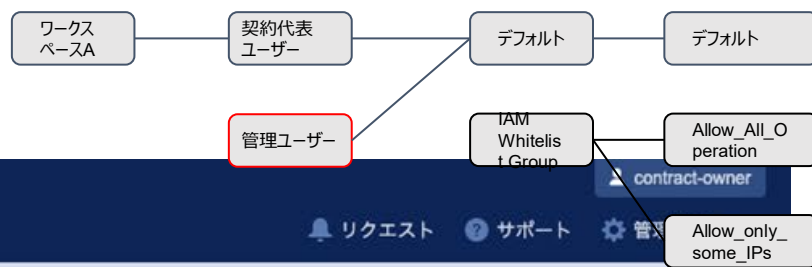 ワークス
ペースA
契約代表
ユーザー
デフォルト
デフォルト
管理ユーザー
IAM
Whitelis
t Group
Allow_All_O
peration
contract-owner
リクエスト
サポート
管
Allow_only_
some_IPs